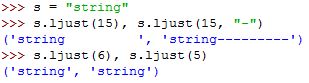 >>> s = "string"
>>> s.ljust(15), s.ljust(15, "-")
('string         ', 'string---------')
>>> s.ljust(6), s.ljust(5)
('string', 'string')